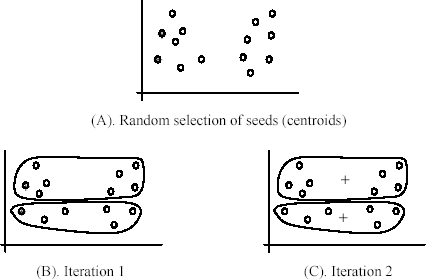 (A). Random selection of seeds (centroids)
+
+
(B). Iteration 1
(C). Iteration 2